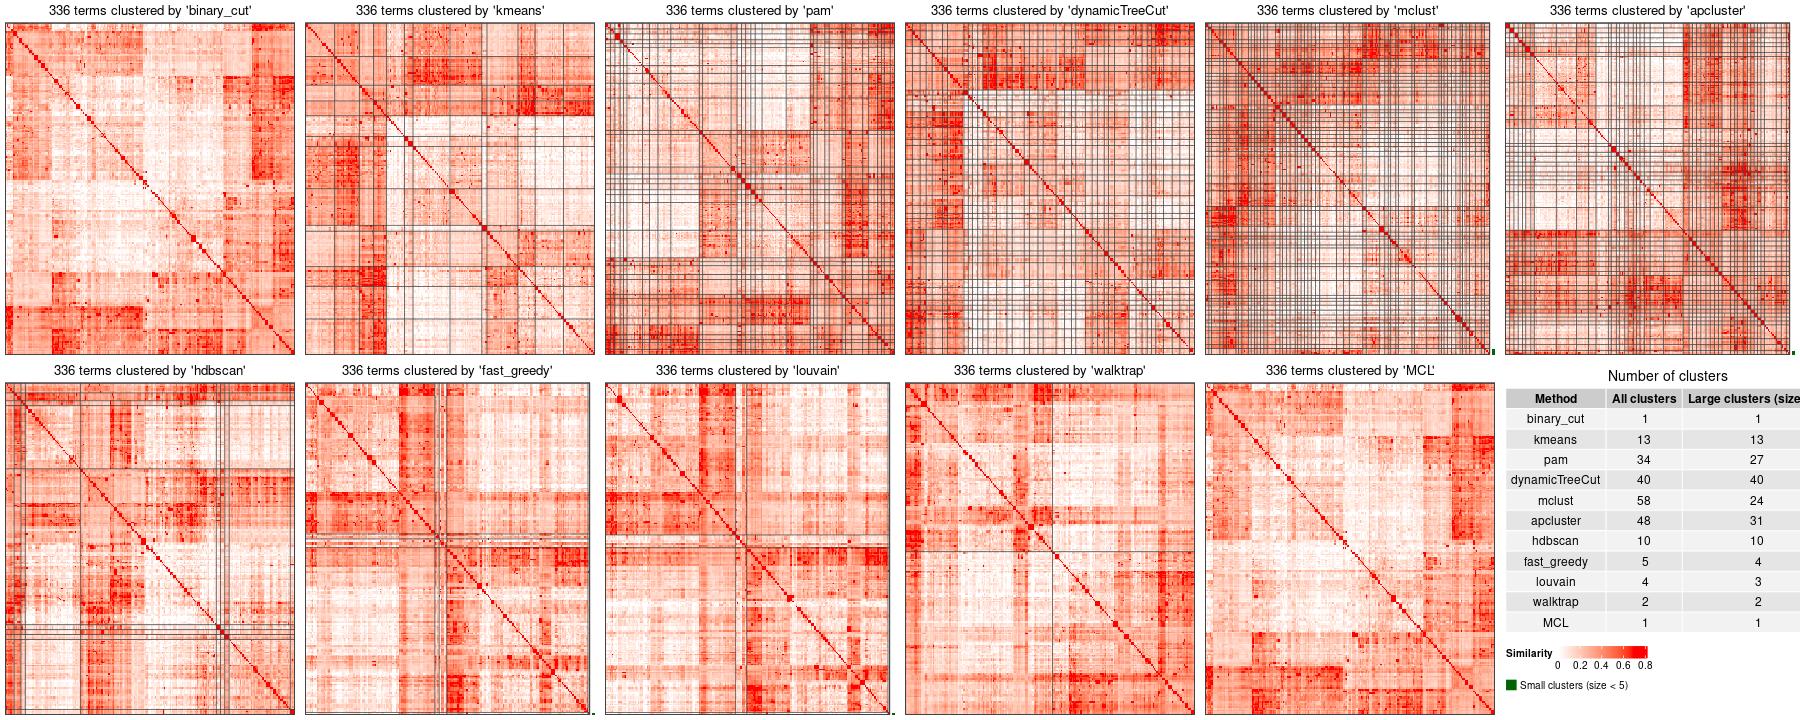 336 terms clustered by 'binary_cut'
336 terms clustered by 'kmeans'
336 terms clustered by 'pam'
336 terms clustered by 'dynamicTreeCut'
336 terms clustered by 'mclust'
336 terms clustered by 'apcluster'
336 terms clustered by 'hdbscan'
336 terms clustered by 'fast_greedy'
336 terms clustered by 'louvain'
336 terms clustered by 'walktrap'
336 terms clustered by 'MCL'
Number of clusters
Method All clusters Large clusters (size
binary_cut 1 1
kmeans 13 13
pam 34 27
dynamicTreeCut 40 40
mclust 58 24
apcluster 48 31
hdbscan 10 10
fast_greedy 5 4
louvain 4 3
walktrap 2 2
MCL 1 1
Similarity
0 0.2 0.4 0.6 0.8
Small clusters (size < 5)